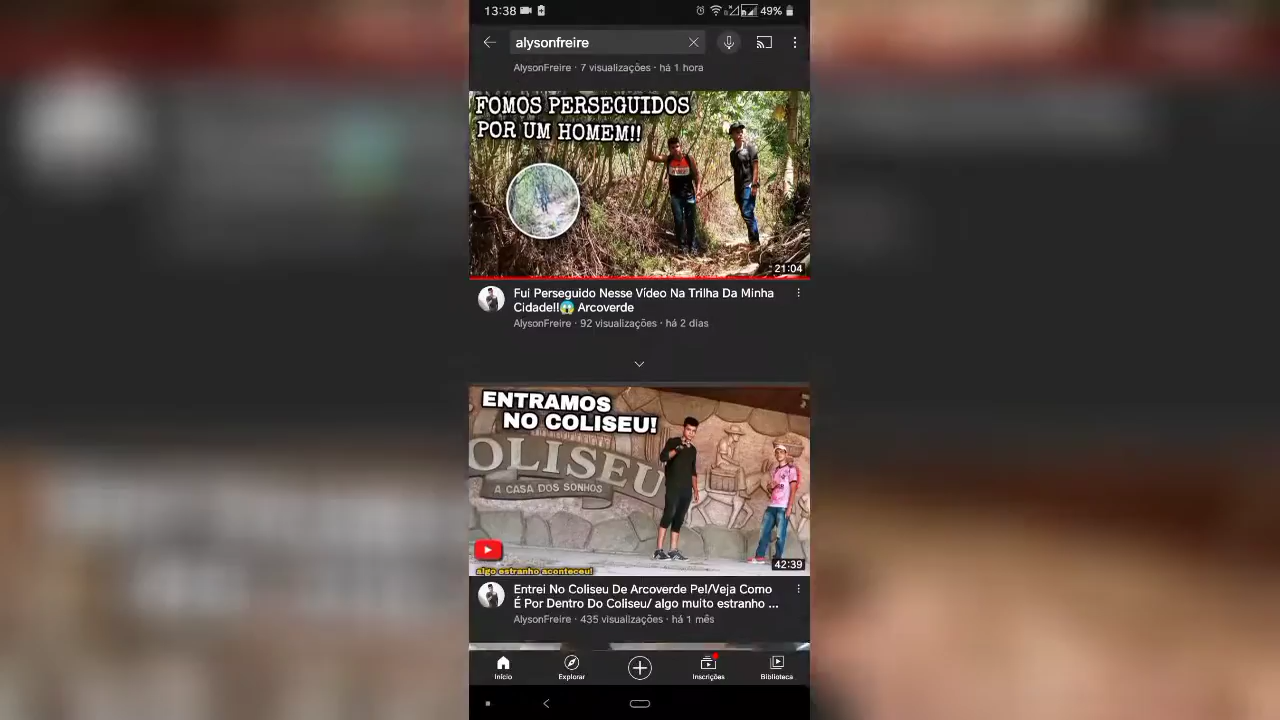 13:38
49%
alysonfreire
AlysonFreire · 7 visualizações · há 1 hora
FOMOS PERSEGUIDOS
POR UM HOMEM!!
21:04
Fui Perseguido Nesse Vídeo Na Trilha Da Minha
Cidade!!😱 Arcoverde
AlysonFreire · 92 visualizações · há 2 dias
ENTRAMOS
NO COLISEU!
OLISEU
A CASA DOS SONHOS
algo estranho aconteceu!
42:39
Entrei No Coliseu De Arcoverde Pel/Veja Como
É Por Dentro Do Coliseu/ algo muito estranho ...
AlysonFreire · 435 visualizações · há 1 mês
Início
Explorar
Inscrições
Biblioteca